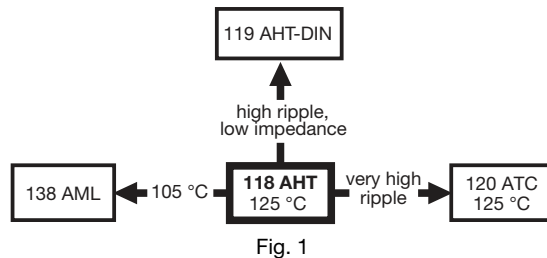 119 AHT-DIN
high ripple,
low impedance
138 AML
105 °C
118 AHT
125 °C
very high
ripple
120 ATC
125 °C
Fig. 1